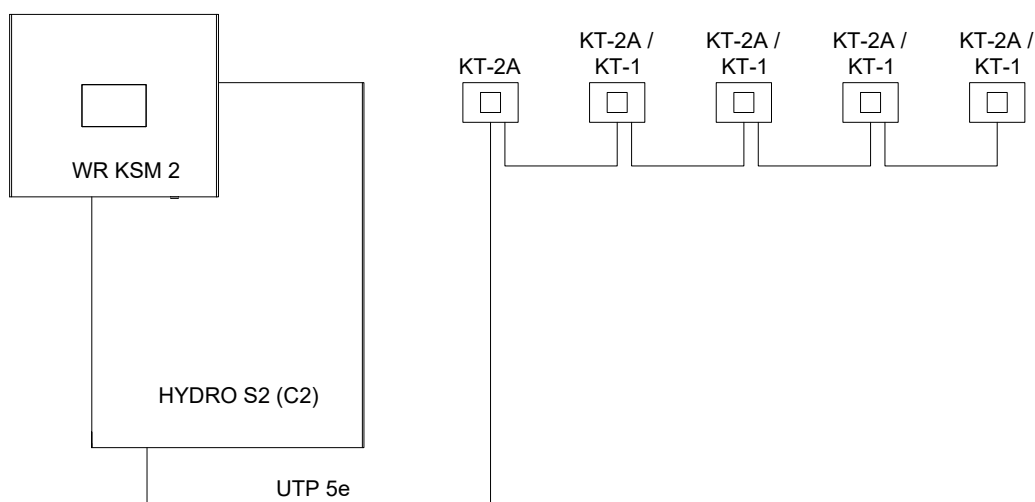 WR KSM 2
HYDRO S2 (C2)
UTP 5e
KT-2A
KT-2A /
KT-1
KT-2A /
KT-1
KT-2A /
KT-1
KT-2A /
KT-1